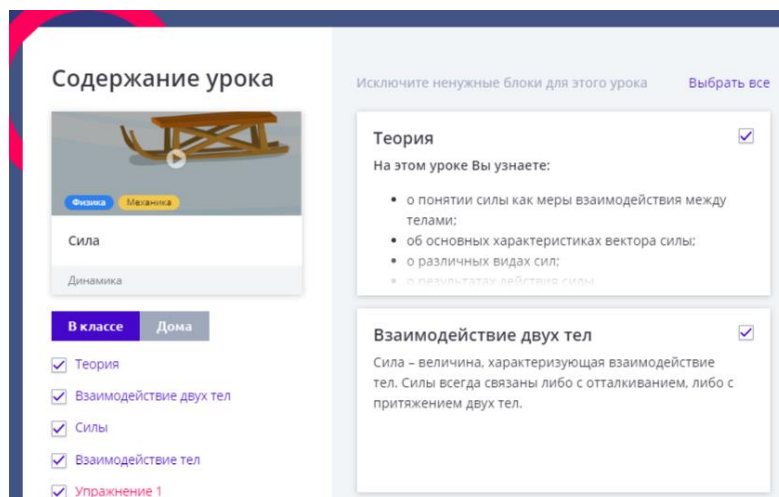 Содержание урока
Физика Механика
Сила
Динамика
В классе Дома
Теория
Взаимодействие двух тел
Силы
Взаимодействие тел
Упражнение 1
Исключите ненужные блоки для этого урока Выбрать все
Теория
На этом уроке Вы узнаете:
• о понятии силы как меры взаимодействия между
телами;
• об основных характеристиках вектора силы;
• о различных видах сил;
• о результатах действия силы
Взаимодействие двух тел
Сила – величина, характеризующая взаимодействие
тел. Силы всегда связаны либо с отталкиванием, либо с
притяжением двух тел.